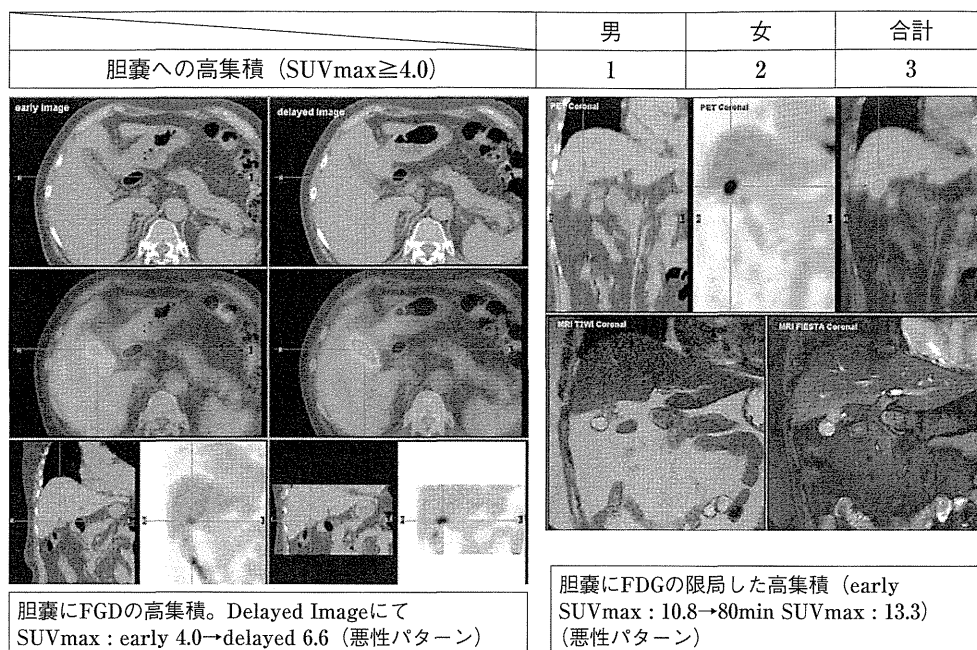 男 女 合計
胆嚢への高集積（SUVmax≧4.0） 1 2 3
early image
delayed image
PET Coronal
PET Coronal
MRI T2WI Coronal
MRI FIESTA Coronal
胆嚢にFGDの高集積。Delayed Imageにて
SUVmax : early 4.0→delayed 6.6（悪性パターン）
胆嚢にFDGの限局した高集積（early
SUVmax : 10.8→80min SUVmax : 13.3）
（悪性パターン）